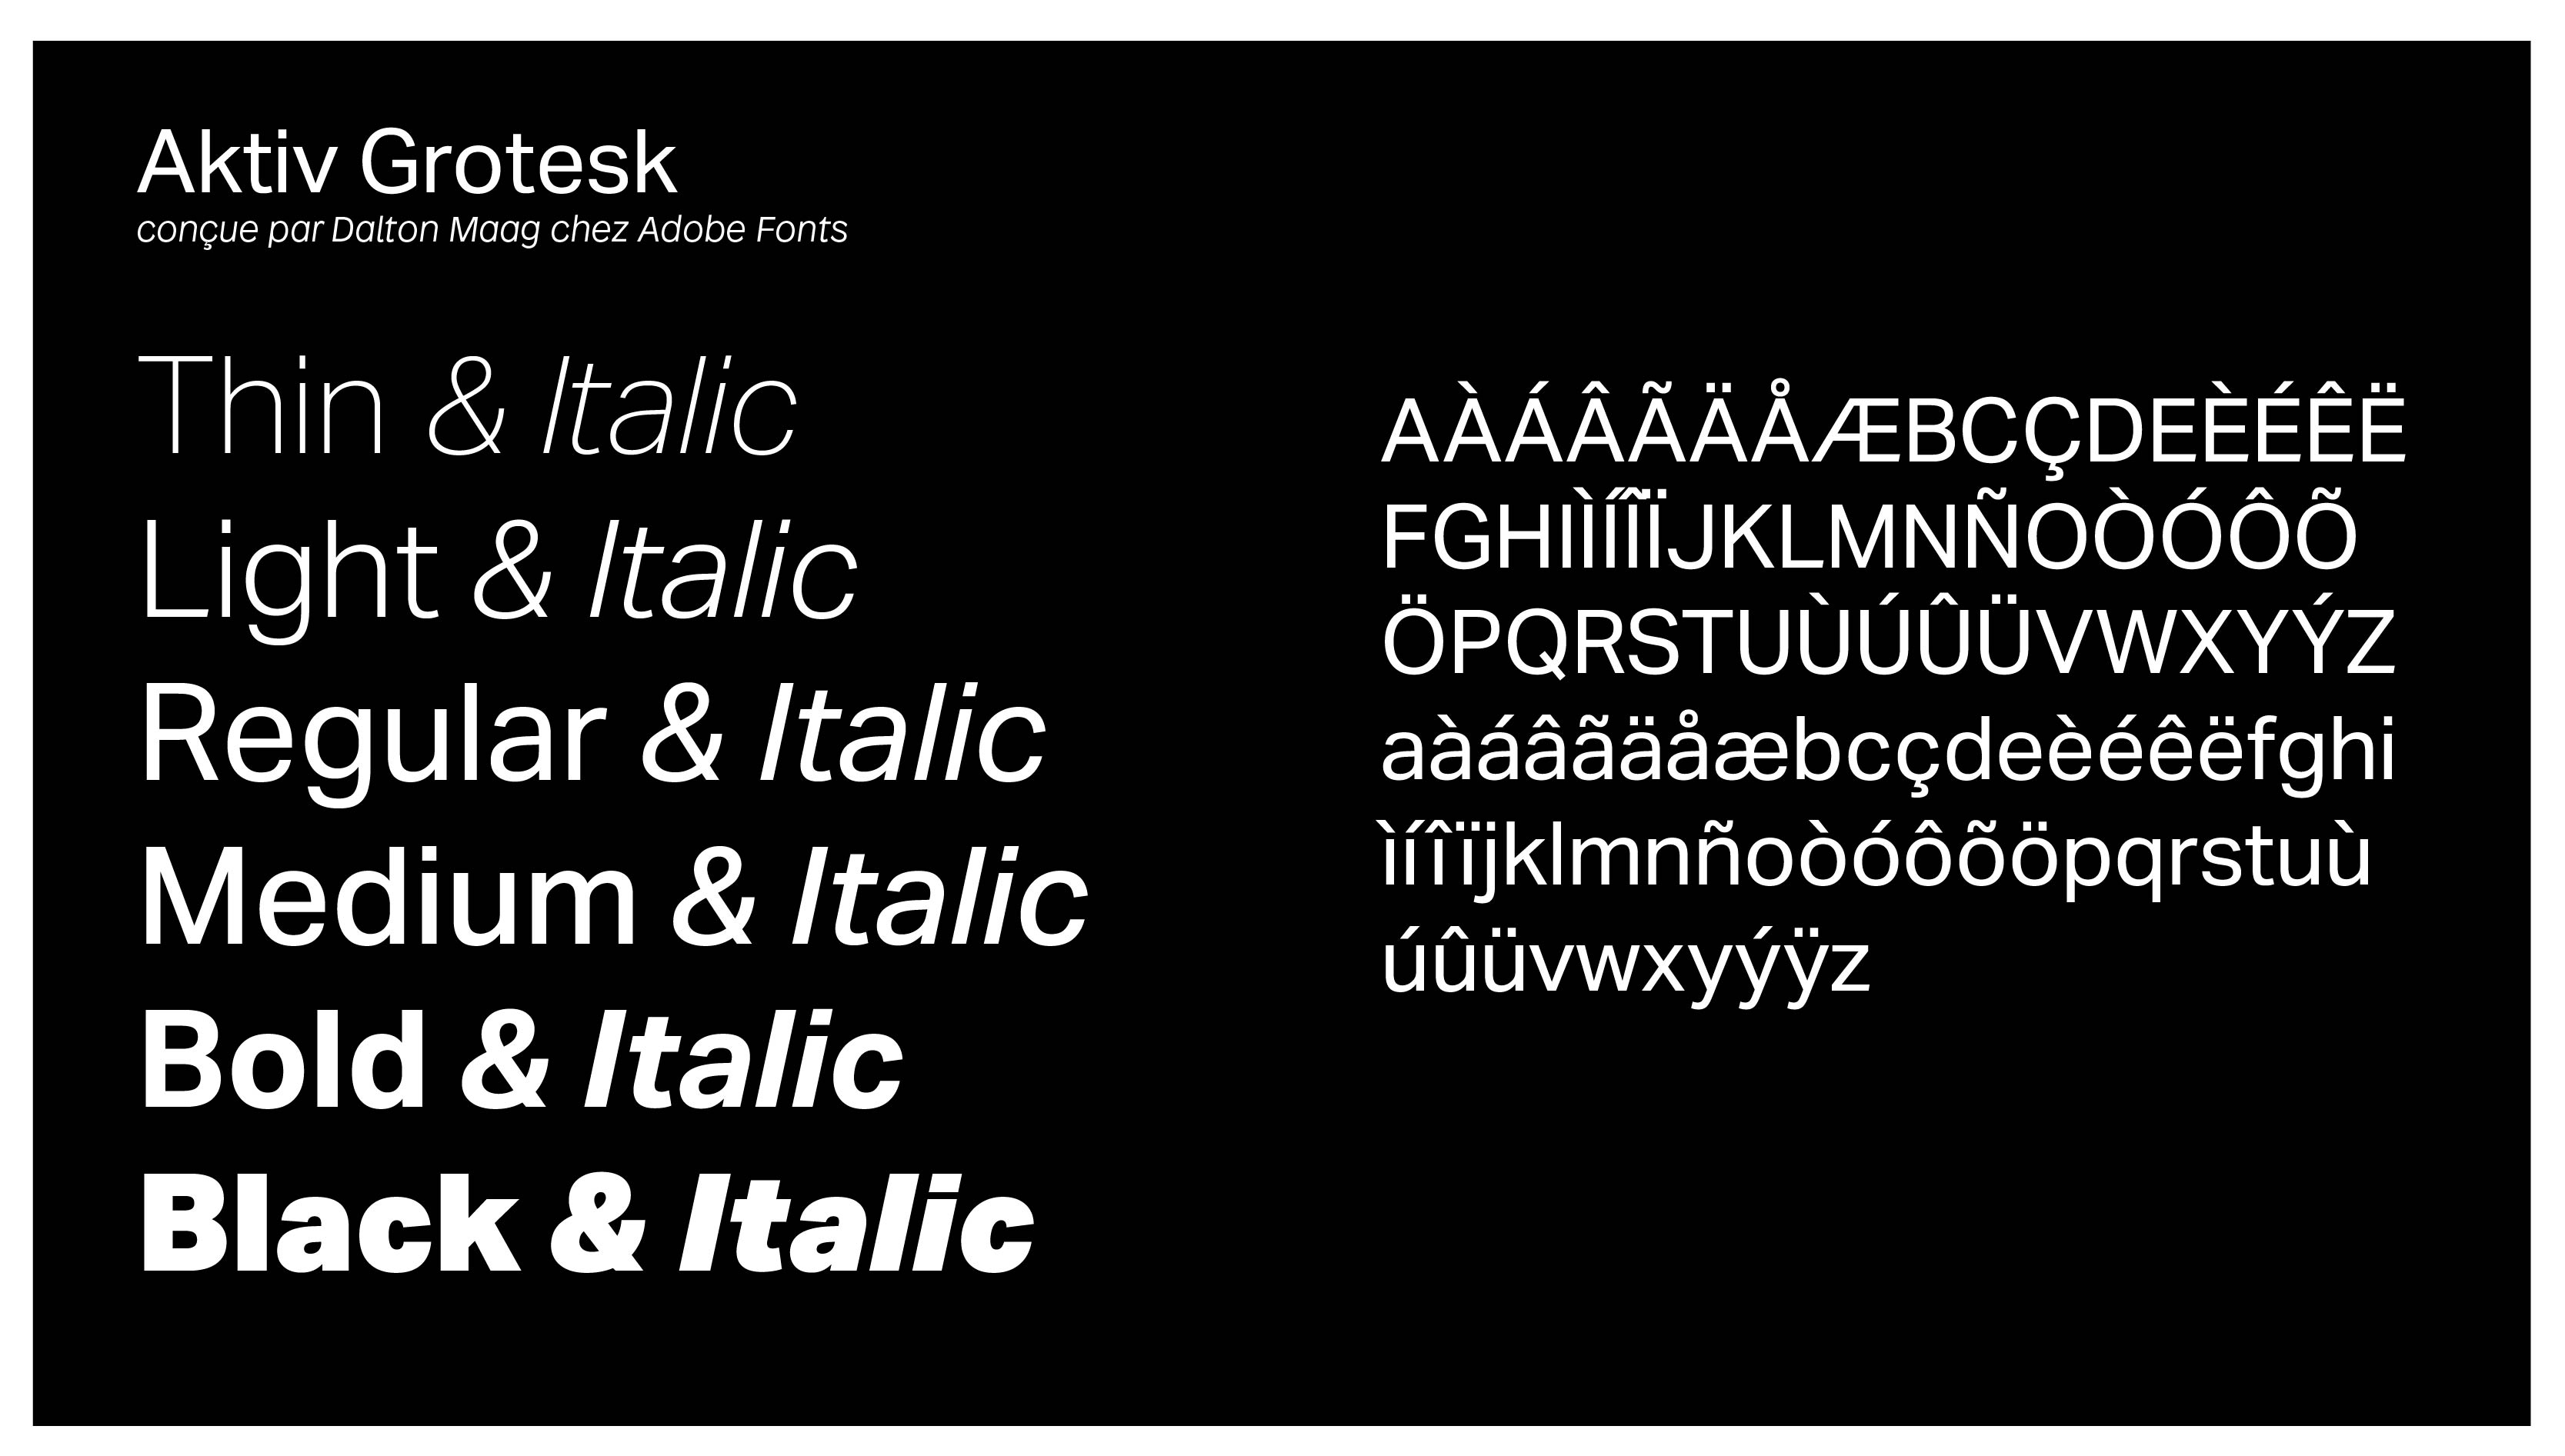 Aktiv Grotesk
conçue par Dalton Maag chez Adobe Fonts
Thin & Italic
Light & Italic
Regular & Italic
Medium & Italic
Bold & Italic
Black & Italic
AÀÁÂÃÄÅÆBCÇDEÈÉÊË
FGHIÌÍÎÏJKLMNÑOÒÓÔÕ
ÖPQRSTUÙÚÛÜVWXYÝZ
aàáâãäåæbcçdeèéêëfghi
ìíîïjklmnñoòóôõöpqrstuù
úûüvwxyýÿz